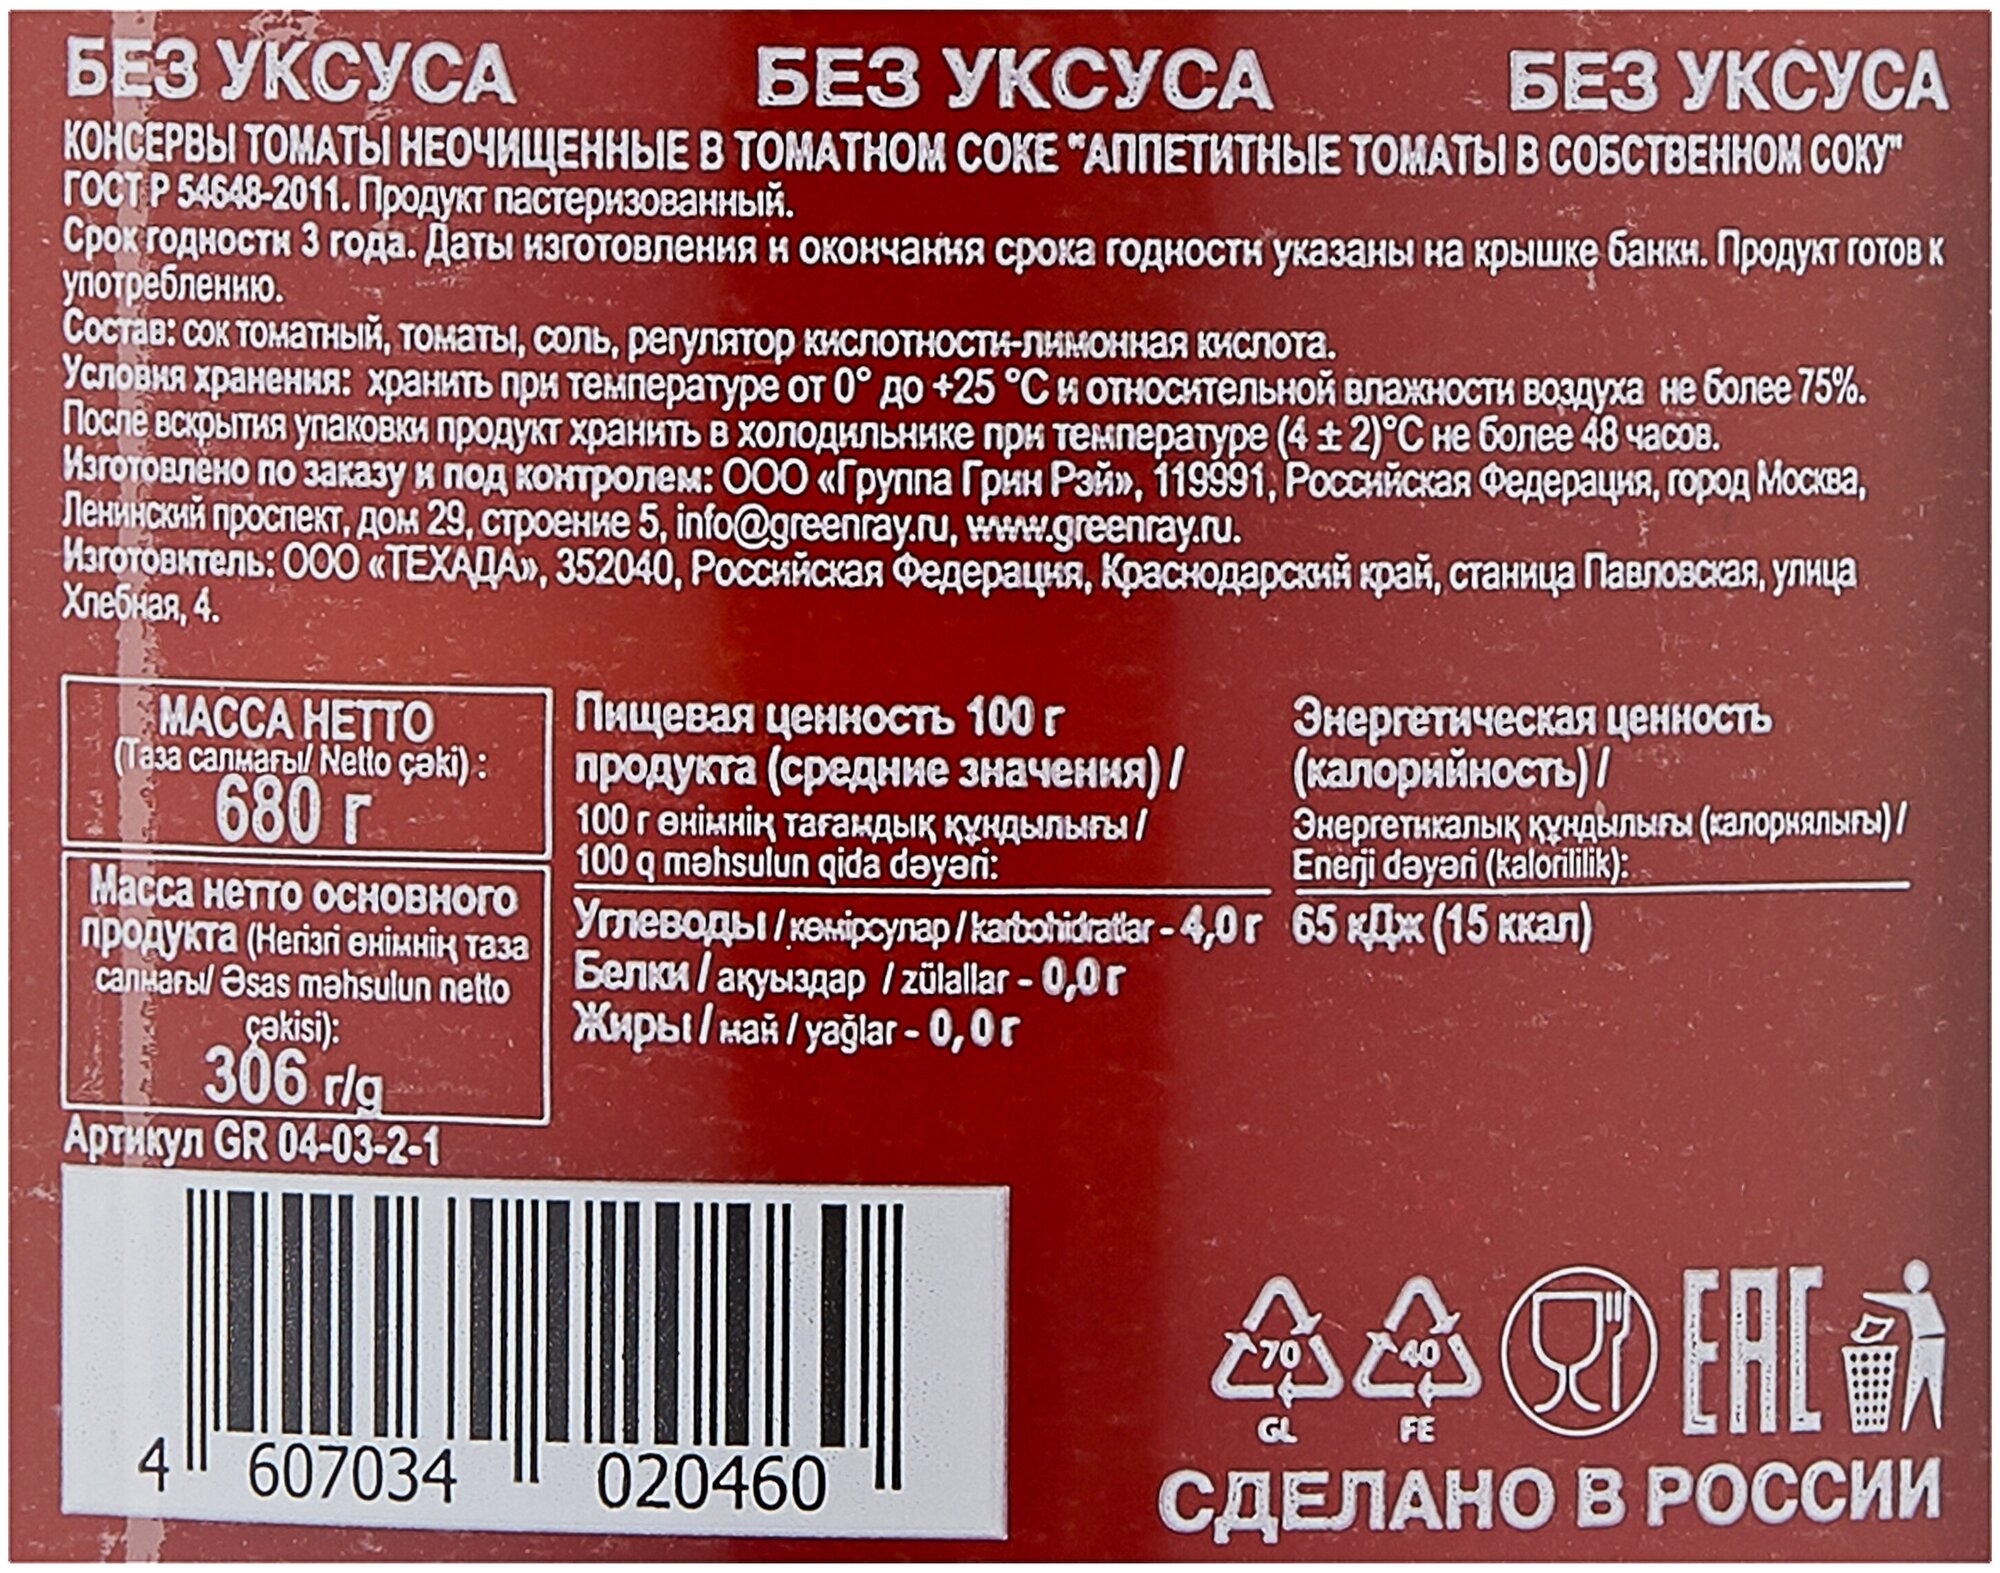 БЕЗ УКСУСА БЕЗ УКСУСА БЕЗ УКСУСА
КОНСЕРВЫ ТОМАТЫ НЕОЧИЩЕННЫЕ В ТОМАТНОМ СОКЕ "АППЕТИТНЫЕ ТОМАТЫ В СОБСТВЕННОМ СОКУ"
ГОСТ Р 54648-2011. Продукт пастеризованный.
Срок годности 3 года. Даты изготовления и окончания срока годности указаны на крышке банки. Продукт готов к
употреблению.
Состав: сок томатный, томаты, соль, регулятор кислотности-лимонная кислота.
Условия хранения: хранить при температуре от 0° до +25 °С и относительной влажности воздуха не более 75%.
После вскрытия упаковки продукт хранить в холодильнике при температуре (4 ± 2)°С не более 48 часов.
Изготовлено по заказу и под контролем: ООО «Группа Грин Рэй», 119991, Российская Федерация, город Москва,
Ленинский проспект, дом 29, строение 5, info@greenray.ru, www.greenray.ru.
Изготовитель: ООО «ТЕХАДА», 352040, Российская Федерация, Краснодарский край, станица Павловская, улица
Хлебная, 4.
МАССА НЕТТО
(Таза салмағы/ Netto çəki) :
680 г
Масса нетто основного
продукта (Негізгі өнімнің таза
салмағы/ Əsas məhsulun netto
çəkisi):
306 г/g
Артикул GR 04-03-2-1
Пищевая ценность 100 г
продукта (средние значения) /
100 г өнімнің тағамдық құндылығы /
100 q məhsulun qida dəyəri:
Углеводы / көмірсулар / karbohidratlar - 4,0 г
Белки / ақуыздар / zülallar - 0,0 г
Жиры / май / yağlar - 0,0 г
Энергетическая ценность
(калорийность) /
Энергетикалық құндылығы (калориялығы) /
Enerji dəyəri (kalorililik):
65 кДж (15 ккал)
4 607034 020460
70 40 EAC
GL FE
СДЕЛАНО В РОССИИ